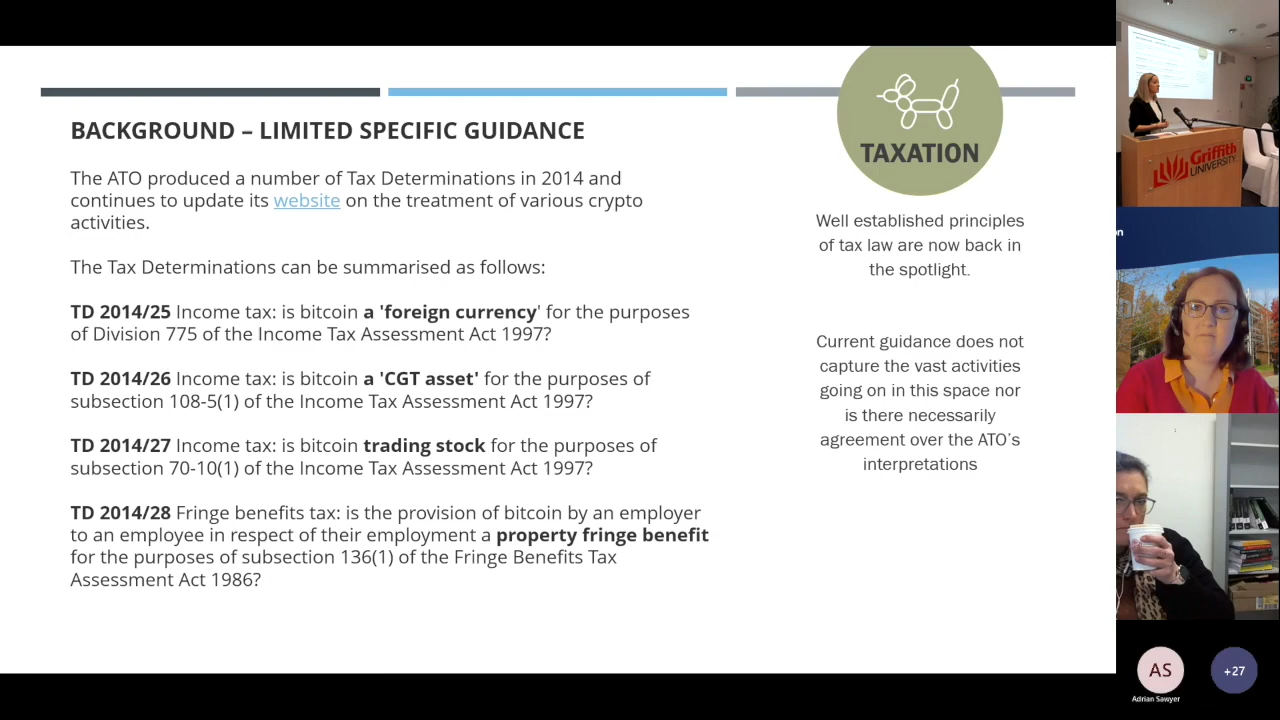 BACKGROUND – LIMITED SPECIFIC GUIDANCE
The ATO produced a number of Tax Determinations in 2014 and
continues to update its website on the treatment of various crypto
activities.
The Tax Determinations can be summarised as follows:
TD 2014/25 Income tax: is bitcoin a 'foreign currency' for the purposes
of Division 775 of the Income Tax Assessment Act 1997?
TD 2014/26 Income tax: is bitcoin a 'CGT asset' for the purposes of
subsection 108-5(1) of the Income Tax Assessment Act 1997?
TD 2014/27 Income tax: is bitcoin trading stock for the purposes of
subsection 70-10(1) of the Income Tax Assessment Act 1997?
TD 2014/28 Fringe benefits tax: is the provision of bitcoin by an employer
to an employee in respect of their employment a property fringe benefit
for the purposes of subsection 136(1) of the Fringe Benefits Tax
Assessment Act 1986?
TAXATION
Well established principles
of tax law are now back in
the spotlight.
Current guidance does not
capture the vast activities
going on in this space nor
is there necessarily
agreement over the ATO's
interpretations
Griffith
UNIVERSITY
on
AS
Adrian Sawyer
+27